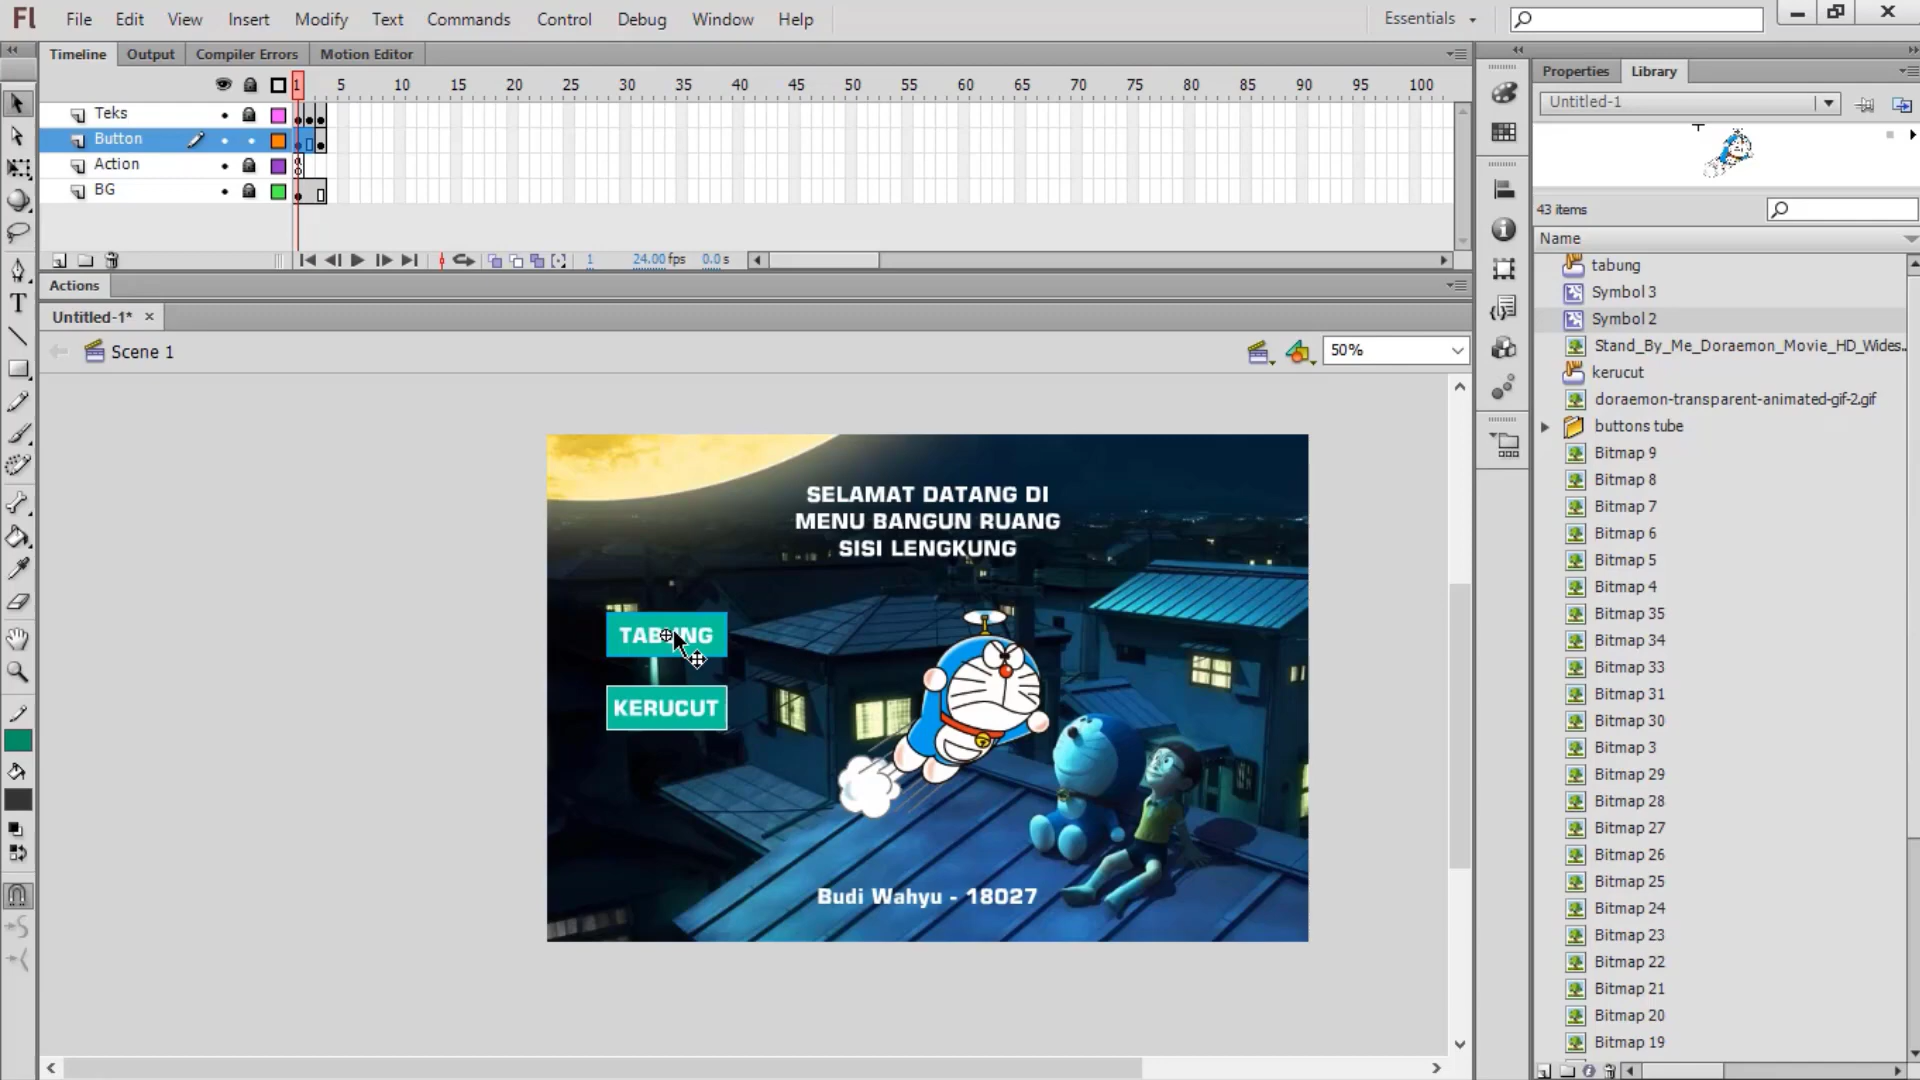 Fl File Edit View Insert Modify Text Commands Control Debug Window Help Essentials
Timeline Output Compiler Errors Motion Editor
1 5 10 15 20 25 30 35 40 45 50 55 60 65 70 75 80 85 90 95 100
Teks
Button
Action
BG
1 24.00 fps 0.0 s
Actions
Untitled-1*
Scene 1
50%
SELAMAT DATANG DI
MENU BANGUN RUANG
SISI LENGKUNG
TABUNG
KERUCUT
Budi Wahyu - 18027
Properties Library
Untitled-1
43 items
Name
tabung
Symbol 3
Symbol 2
Stand_By_Me_Doraemon_Movie_HD_Wides..
kerucut
doraemon-transparent-animated-gif-2.gif
buttons tube
Bitmap 9
Bitmap 8
Bitmap 7
Bitmap 6
Bitmap 5
Bitmap 4
Bitmap 35
Bitmap 34
Bitmap 33
Bitmap 31
Bitmap 30
Bitmap 3
Bitmap 29
Bitmap 28
Bitmap 27
Bitmap 26
Bitmap 25
Bitmap 24
Bitmap 23
Bitmap 22
Bitmap 21
Bitmap 20
Bitmap 19